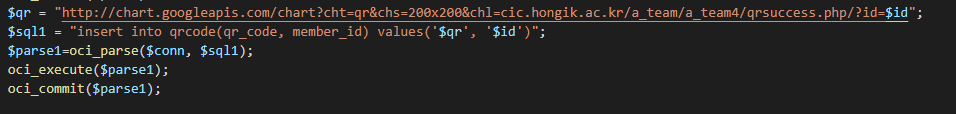 $qr = "http://chart.googleapis.com/chart?cht=qr&chs=200x200&chl=cic.hongik.ac.kr/a_team/a_team4/qrsuccess.php/?id=$id";
$sql1 = "insert into qrcode(qr_code, member_id) values('$qr', '$id')";
$parse1=oci_parse($conn, $sql1);
oci_execute($parse1);
oci_commit($parse1);